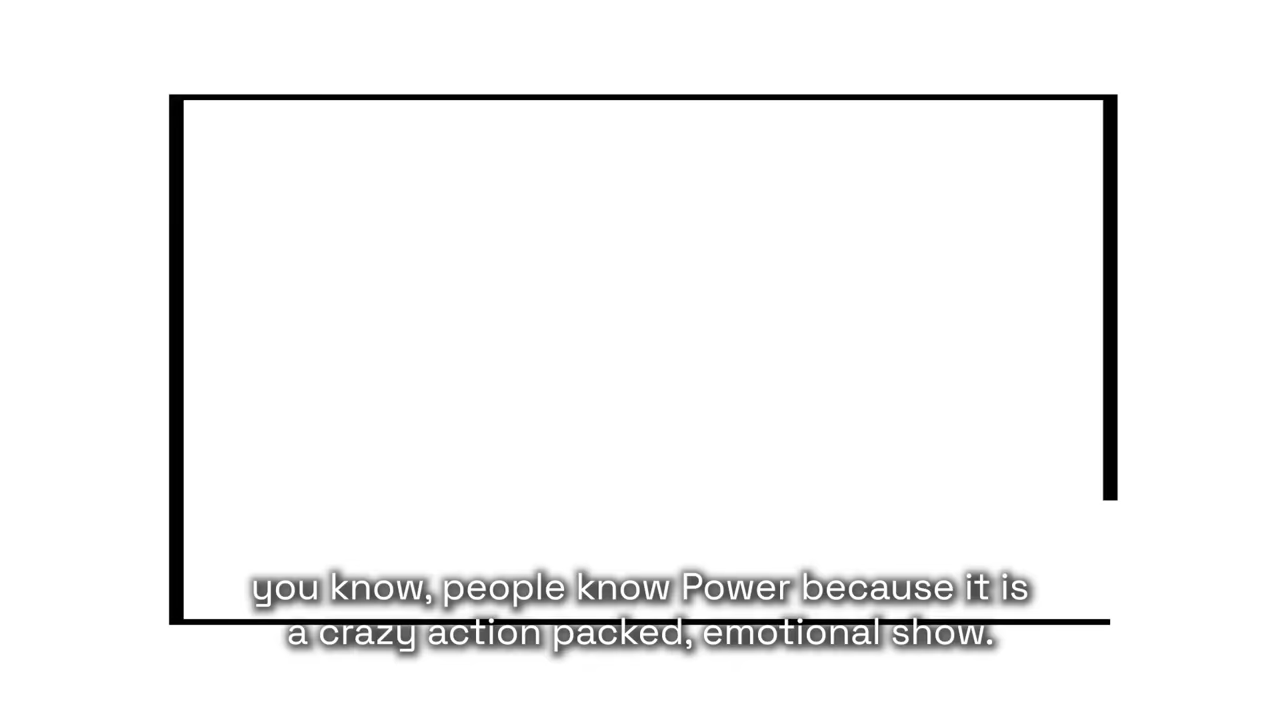 you know, people know Power because it is
a crazy action packed, emotional show.